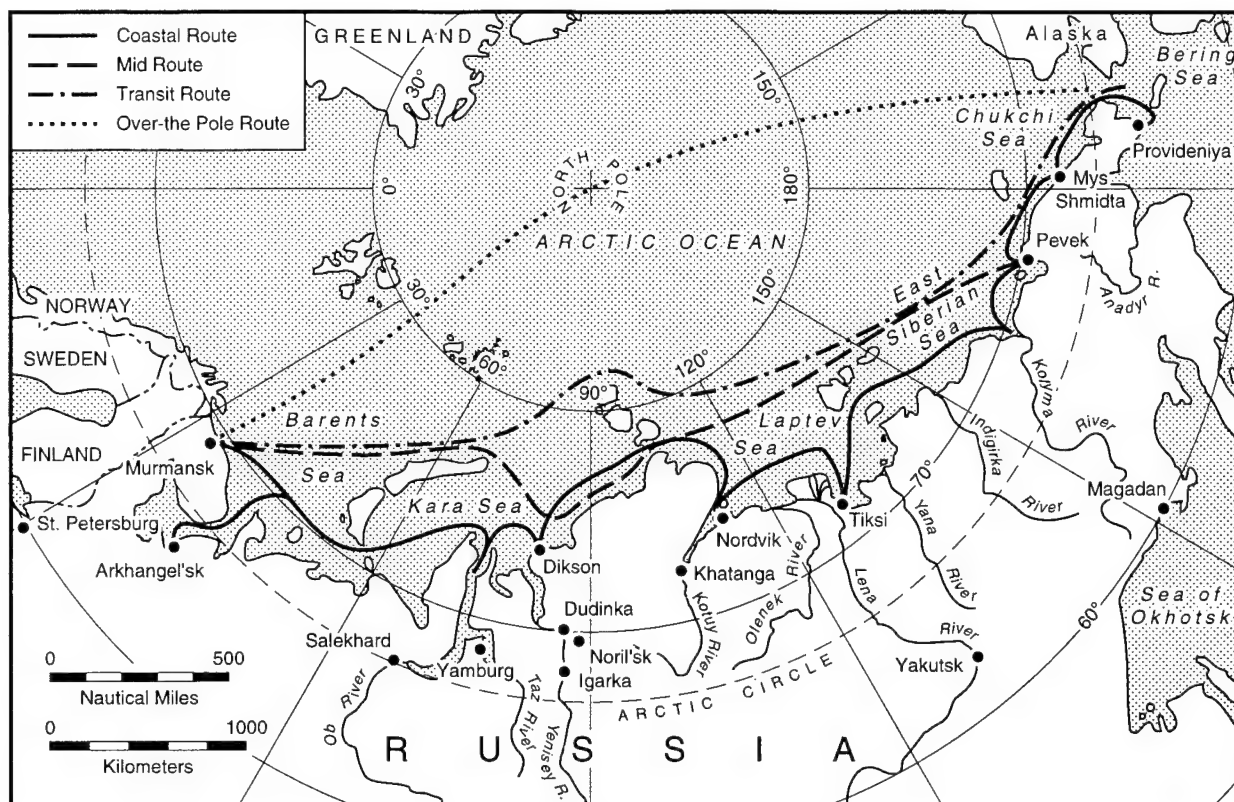 Coastal Route
Mid Route
Transit Route
Over-the Pole Route
GREENLAND
Alaska
Bering
Sea
30°
150°
Chukchi
Sea
Provideniya
0°
NORTH
POLE
180°
Mys
Shmidta
ARCTIC OCEAN
Pevek
30°
150°
East
Siberian
Sea
Anadyr R.
NORWAY
SWEDEN
60°
120°
90°
Barents
Sea
Laptev
Sea
Kolyma
River
Indigirka
River
FINLAND
Murmansk
Kara Sea
70°
Magadan
St. Petersburg
Arkhangel'sk
Dikson
Nordvik
Tiksi
Yana
River
Khatanga
Kotuy River
Olenek
River
Lena
River
60°
Sea of
Okhotsk
Dudinka
Salekhard
Noril'sk
Yamburg
Igarka
Yakutsk
0 500
Nautical Miles
Ob
River
Taz River
Yenisey R.
ARCTIC CIRCLE
0 1000
Kilometers
RUSSIA